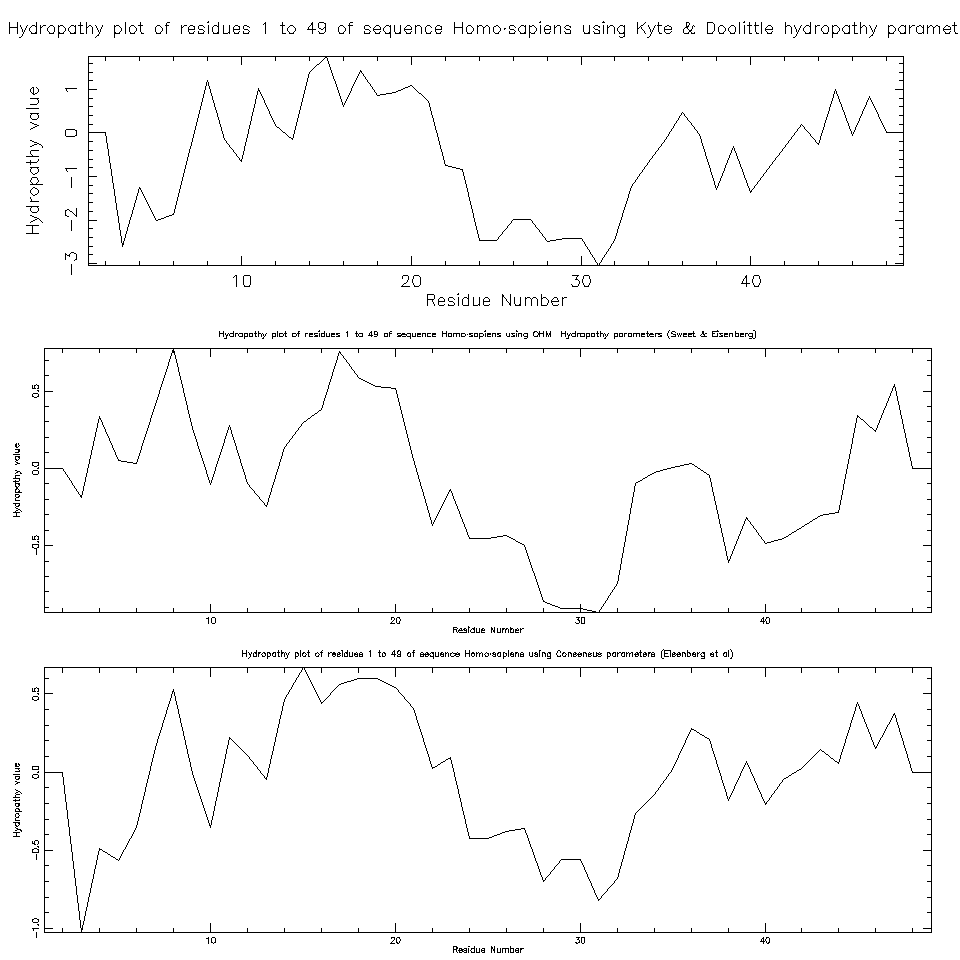 Hydropathy plot of residues 1 to 49 of sequence Homo-sapiens using Kyte & Doolittle hydropathy paramet
Hydropathy value
1
0
−1
−2
−3
10 20 30 40
Residue Number
Hydropathy plot of residues 1 to 49 of sequence Homo-sapiens using OHM Hydropathy parameters (Sweet & Eisenberg)
Hydropathy value
0.5
0.0
−0.5
10 20 30 40
Residue Number
Hydropathy plot of residues 1 to 49 of sequence Homo-sapiens using Consensus parameters (Eisenberg et al)
Hydropathy value
0.5
0.0
−0.5
−1.0
10 20 30 40
Residue Number